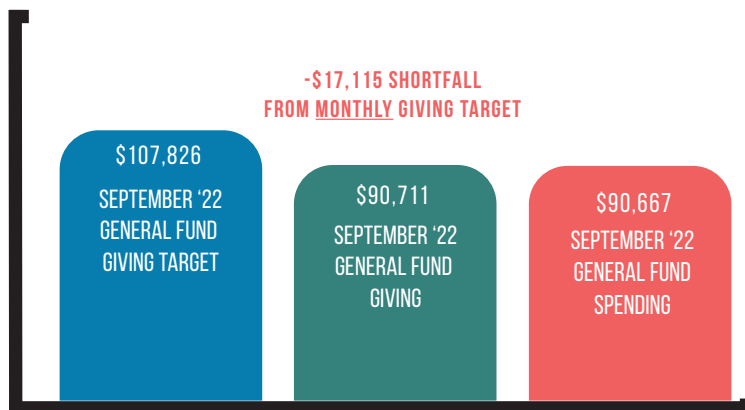 -$17,115 SHORTFALL
FROM MONTHLY GIVING TARGET
$107,826
SEPTEMBER ‘22
GENERAL FUND
GIVING TARGET
$90,711
SEPTEMBER ‘22
GENERAL FUND
GIVING
$90,667
SEPTEMBER ‘22
GENERAL FUND
SPENDING